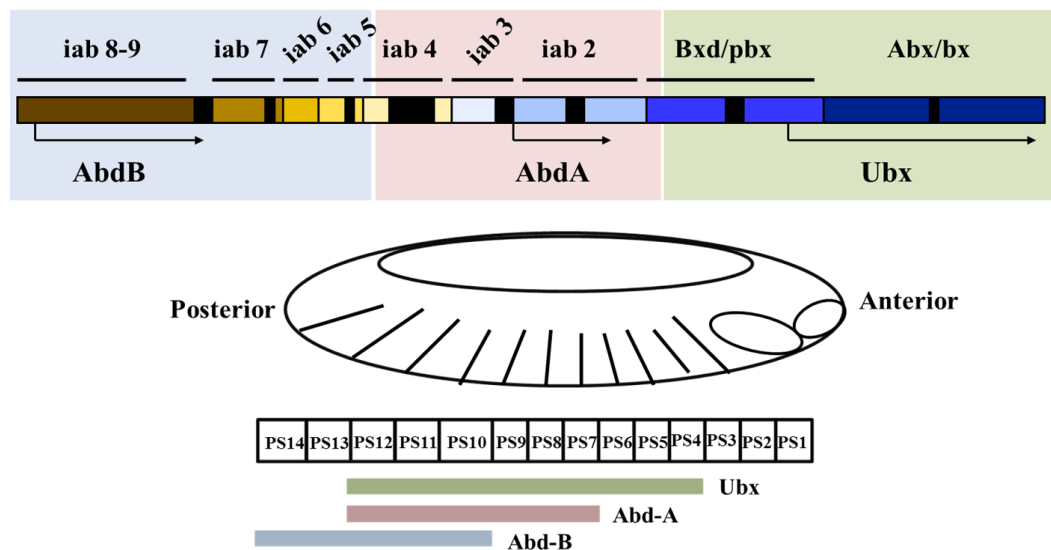 iab 8-9 iab 7 iab 6 iab 5 iab 4 iab 3 iab 2 Bxd/pbx Abx/bx
AbdB AbdA Ubx
Posterior Anterior
PS14 PS13 PS12 PS11 PS10 PS9 PS8 PS7 PS6 PS5 PS4 PS3 PS2 PS1
Ubx
Abd-A
Abd-B